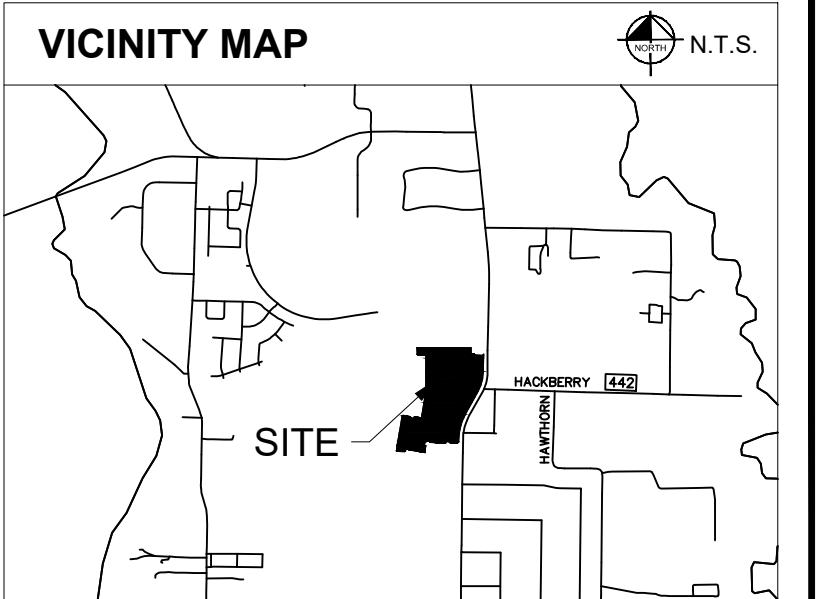 VICINITY MAP
NORTH
N.T.S.
HACKBERRY 442
HAWTHORN
SITE